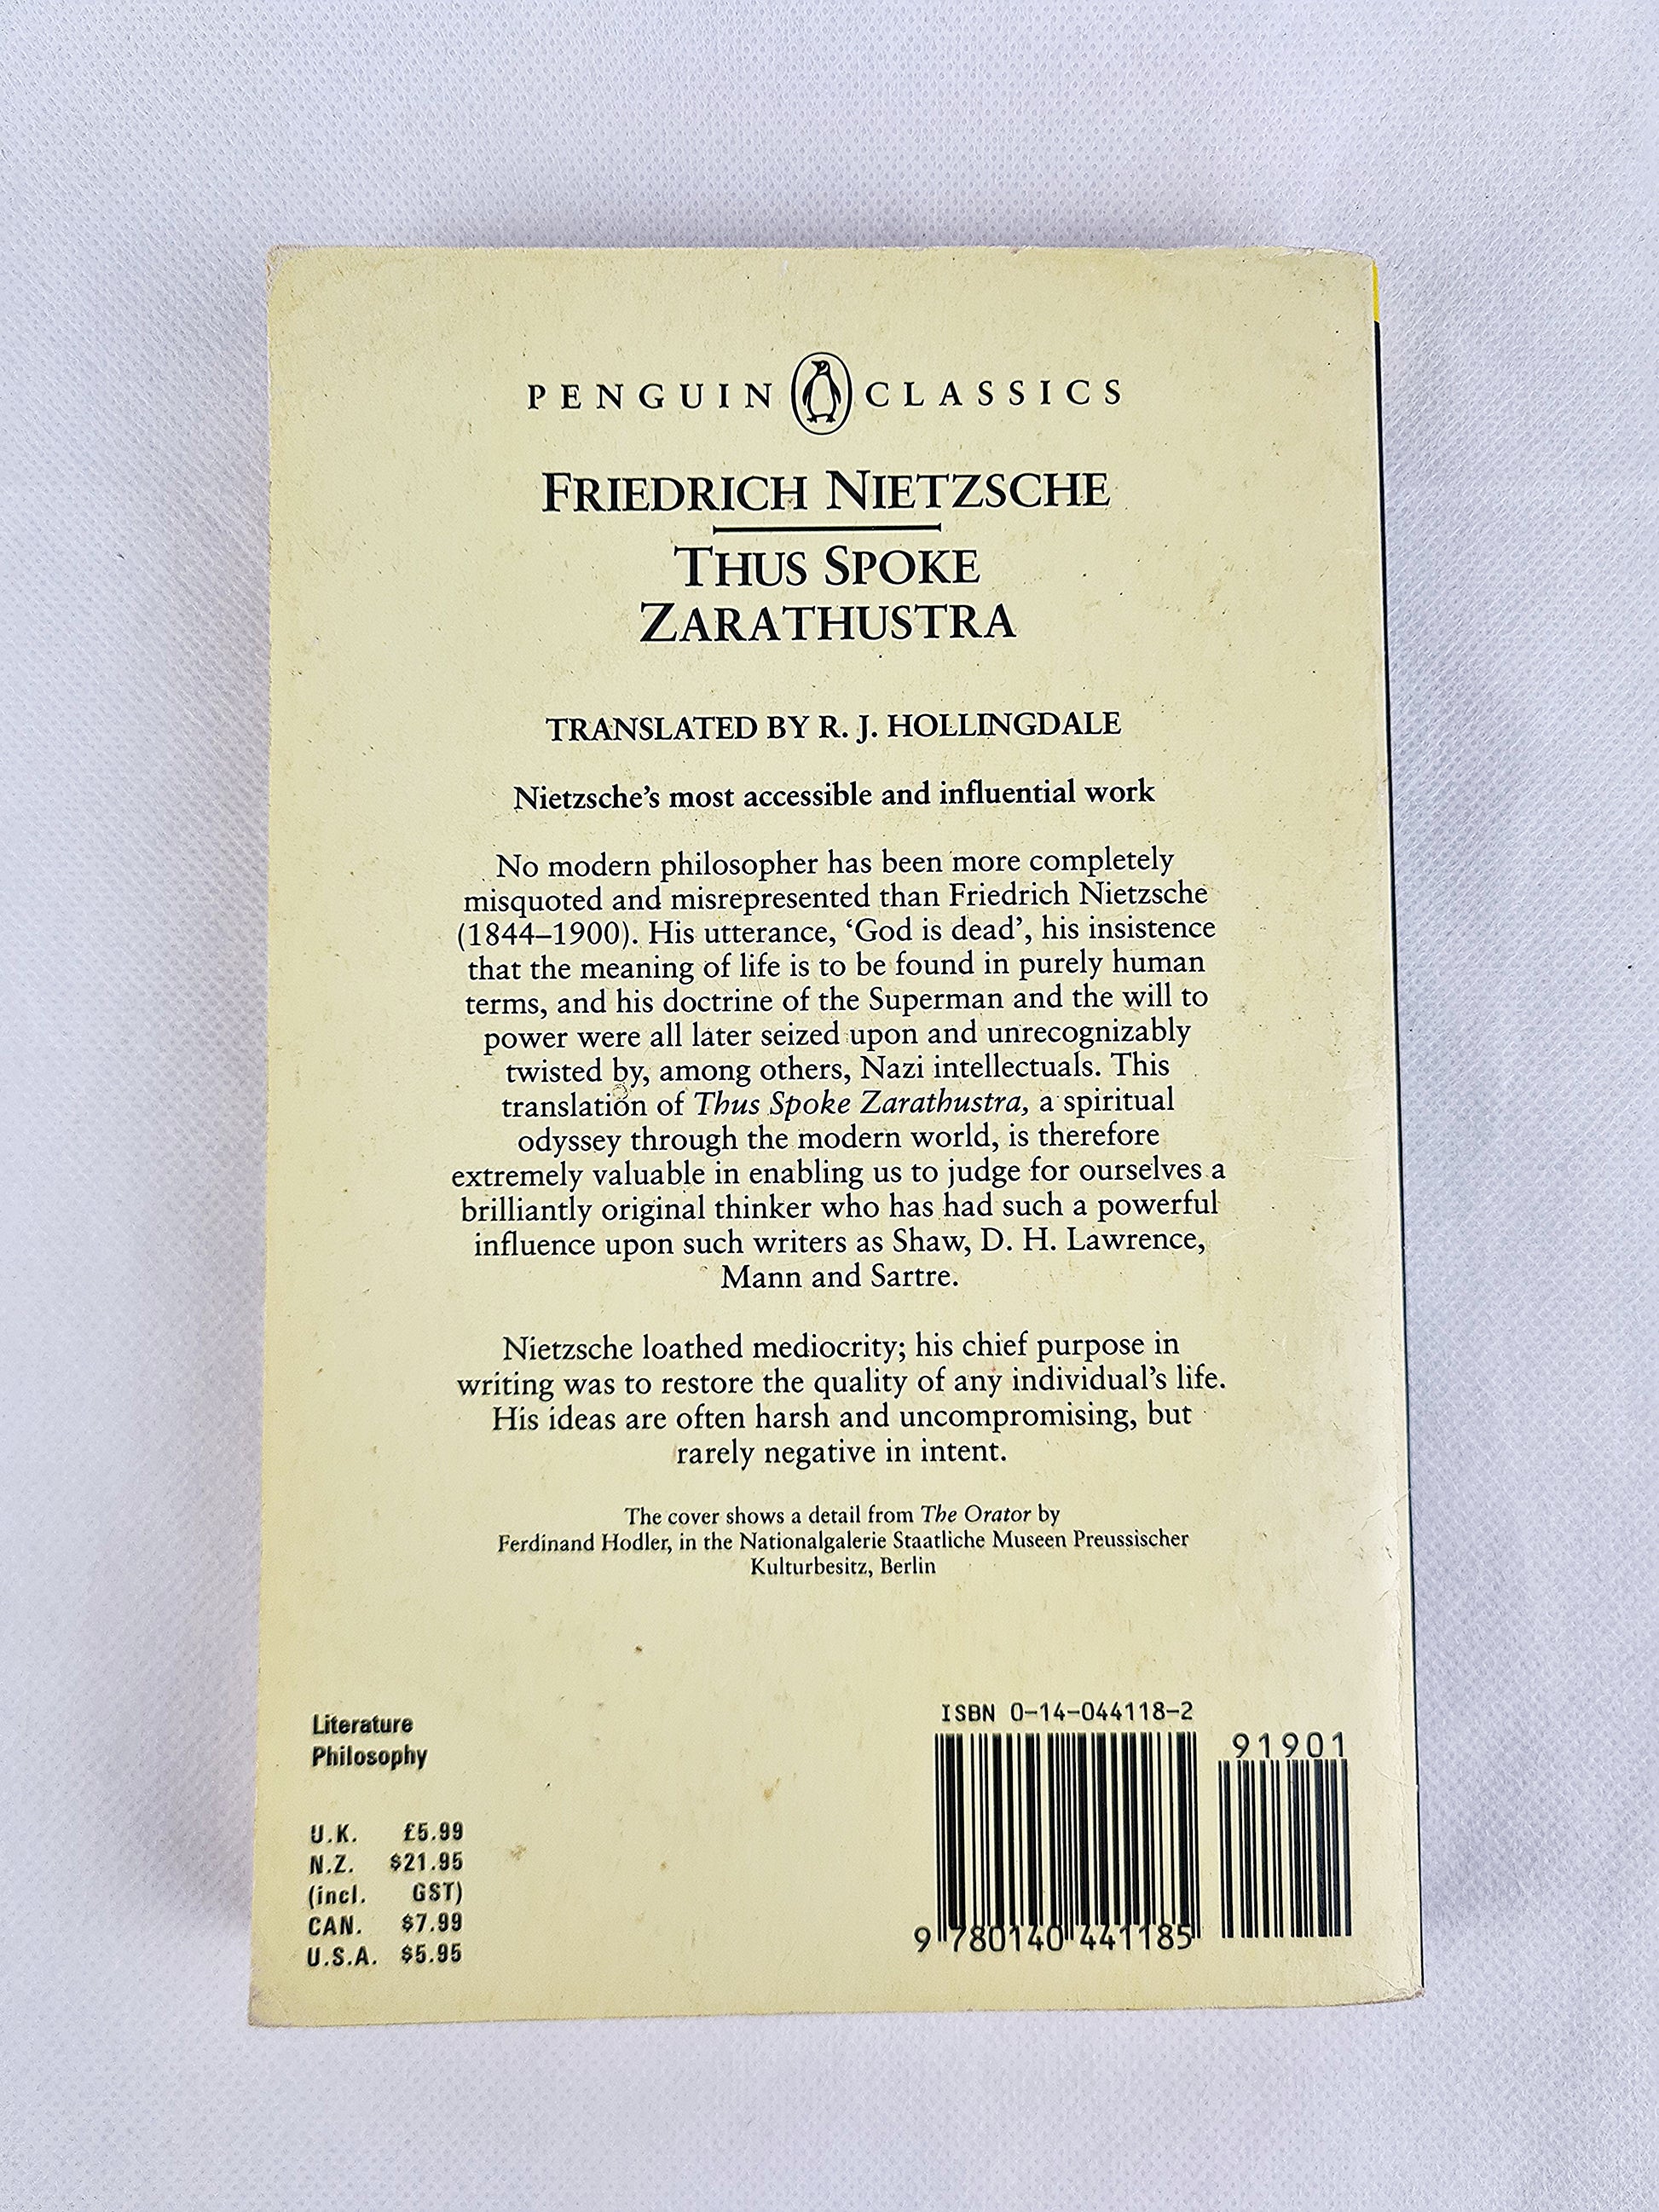 PENGUIN CLASSICS
FRIEDRICH NIETZSCHE
THUS SPOKE
ZARATHUSTRA
TRANSLATED BY R. J. HOLLINGDALE
Nietzsche's most accessible and influential work
No modern philosopher has been more completely
misquoted and misrepresented than Friedrich Nietzsche
(1844–1900). His utterance, ‘God is dead’, his insistence
that the meaning of life is to be found in purely human
terms, and his doctrine of the Superman and the will to
power were all later seized upon and unrecognizably
twisted by, among others, Nazi intellectuals. This
translation of Thus Spoke Zarathustra, a spiritual
odyssey through the modern world, is therefore
extremely valuable in enabling us to judge for ourselves a
brilliantly original thinker who has had such a powerful
influence upon such writers as Shaw, D. H. Lawrence,
Mann and Sartre.
Nietzsche loathed mediocrity; his chief purpose in
writing was to restore the quality of any individual's life.
His ideas are often harsh and uncompromising, but
rarely negative in intent.
The cover shows a detail from The Orator by
Ferdinand Hodler, in the Nationalgalerie Staatliche Museen Preussischer
Kulturbesitz, Berlin
Literature
Philosophy
U.K. £5.99
N.Z. $21.95
(incl. GST)
CAN. $7.99
U.S.A. $5.95
ISBN 0-14-044118-2
91901
9 780140 441185